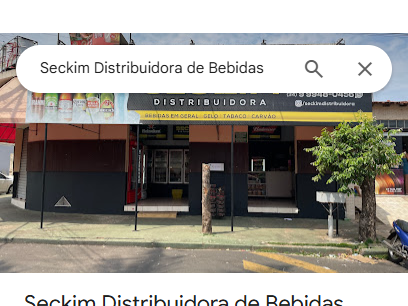 Seckim Distribuidora de Bebidas
DISTRIBUIDORA
/seckimdistribuidora
BEBIDAS EM GERAL GELO TABACO CARVÃO
Seckim Distribuidora de Bebidas